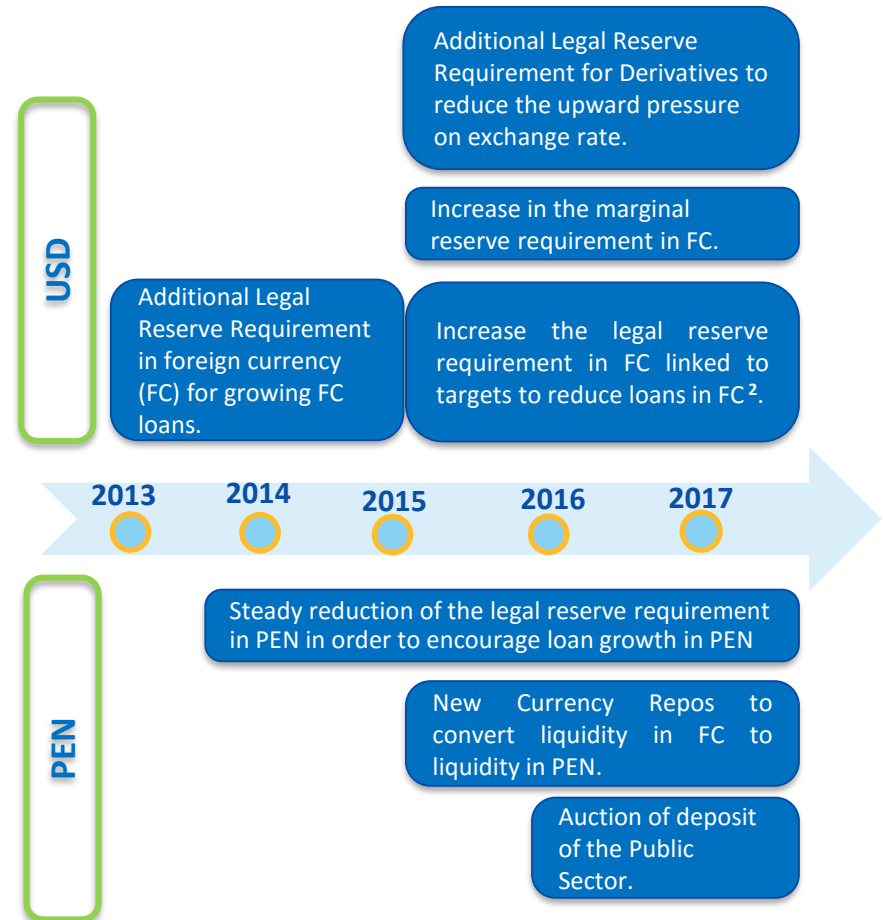 USD
Additional Legal Reserve
Requirement for Derivatives to
reduce the upward pressure
on exchange rate.
Increase in the marginal
reserve requirement in FC.
Additional Legal
Reserve Requirement
in foreign currency
(FC) for growing FC
loans.
Increase the legal reserve
requirement in FC linked to
targets to reduce loans in FC².
2013
2014
2015
2016
2017
PEN
Steady reduction of the legal reserve requirement
in PEN in order to encourage loan growth in PEN
New Currency Repos to
convert liquidity in FC to
liquidity in PEN.
Auction of deposit
of the Public
Sector.